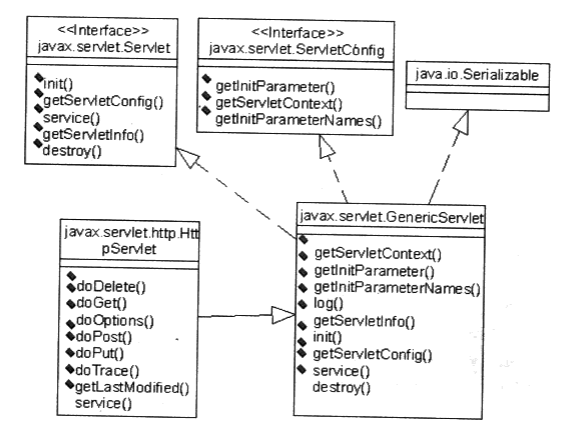 <<Interface>>
javax.servlet.Servlet
init()
getServletConfig()
service()
getServletInfo()
destroy()
<<Interface>>
javax.servlet.ServletConfig
getInitParameter()
getServletContext()
getInitParameterNames()
java.io.Serializable
javax.servlet.http.Htt
pServlet
doDelete()
doGet()
doOptions()
doPost()
doPut()
doTrace()
getLastModified()
service()
javax.servlet.GenericServlet
getServletContext()
getInitParameter()
getInitParameterNames()
log()
getServletInfo()
init()
getServletConfig()
service()
destroy()